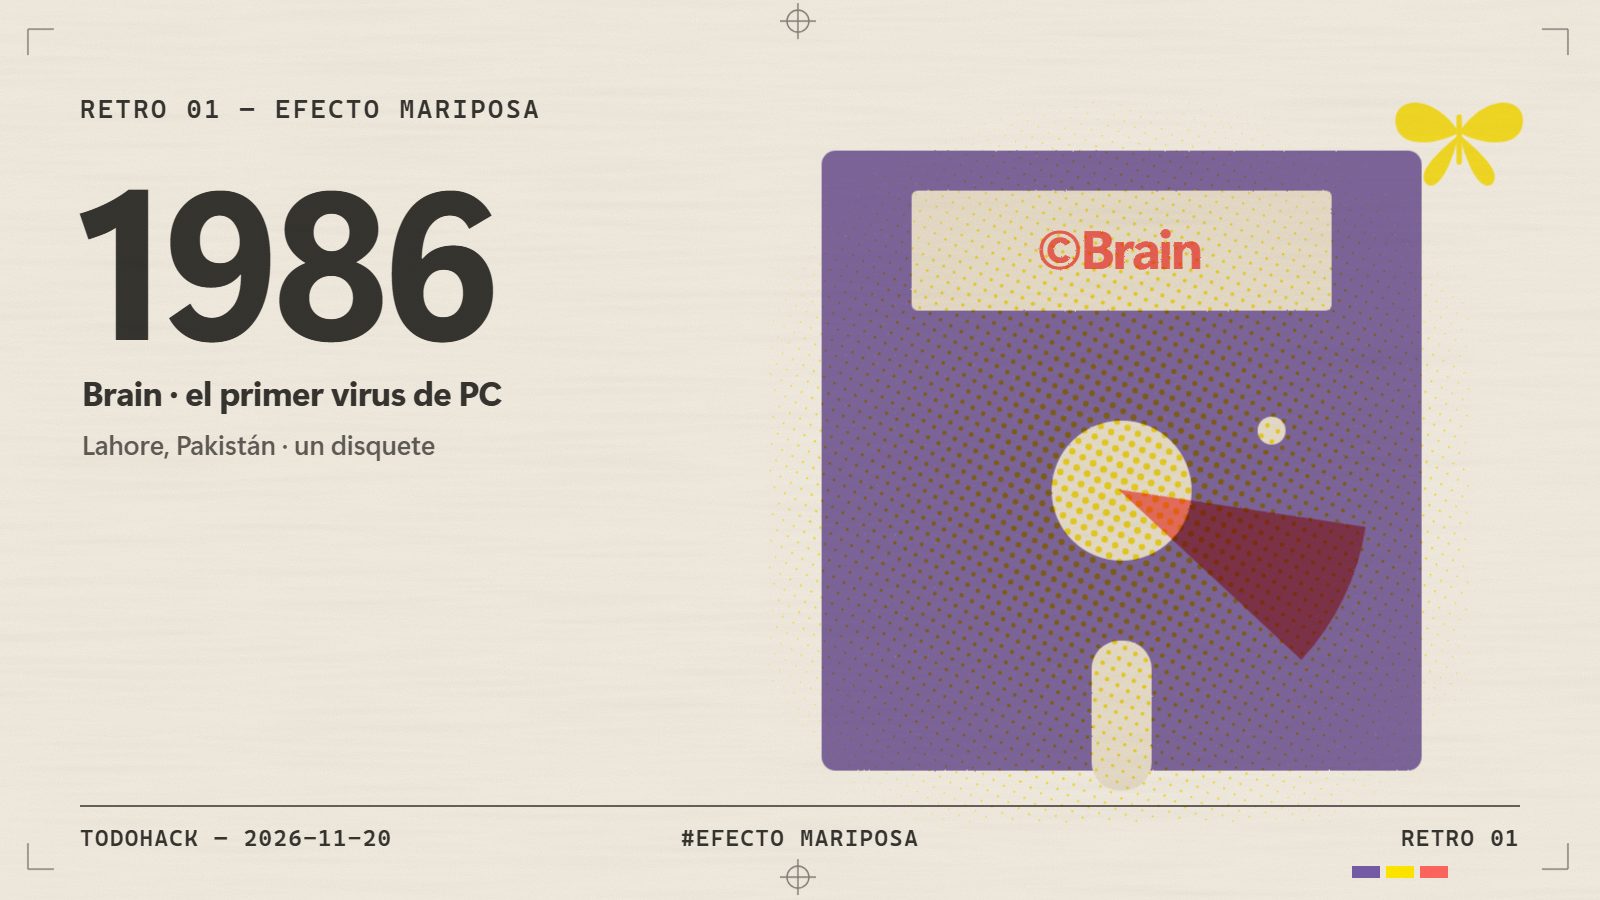 RETRO 01 — EFECTO MARIPOSA
1986
Brain · el primer virus de PC
Lahore, Pakistán · un disquete
©Brain
TODOHACK — 2026-11-20
#EFECTO MARIPOSA
RETRO 01